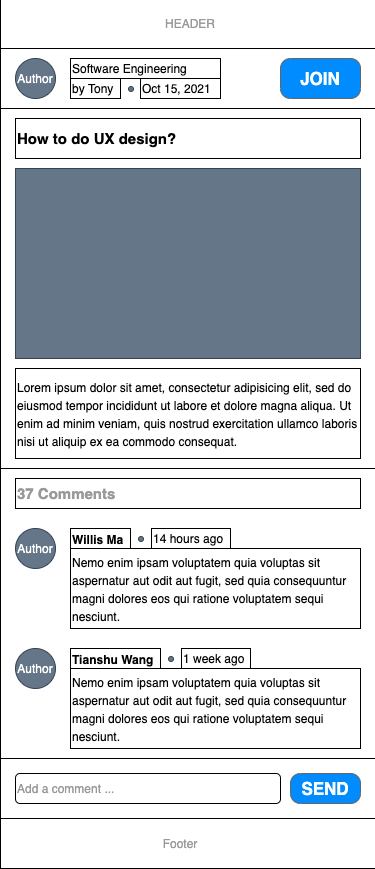 HEADER
Author
Software Engineering
by Tony
Oct 15, 2021
JOIN
How to do UX design?
Lorem ipsum dolor sit amet, consectetur adipisicing elit, sed do
eiusmod tempor incididunt ut labore et dolore magna aliqua. Ut
enim ad minim veniam, quis nostrud exercitation ullamco laboris
nisi ut aliquip ex ea commodo consequat.
37 Comments
Author
Willis Ma
14 hours ago
Nemo enim ipsam voluptatem quia voluptas sit
aspernatur aut odit aut fugit, sed quia consequuntur
magni dolores eos qui ratione voluptatem sequi
nesciunt.
Author
Tianshu Wang
1 week ago
Nemo enim ipsam voluptatem quia voluptas sit
aspernatur aut odit aut fugit, sed quia consequuntur
magni dolores eos qui ratione voluptatem sequi
nesciunt.
Add a comment ...
SEND
Footer